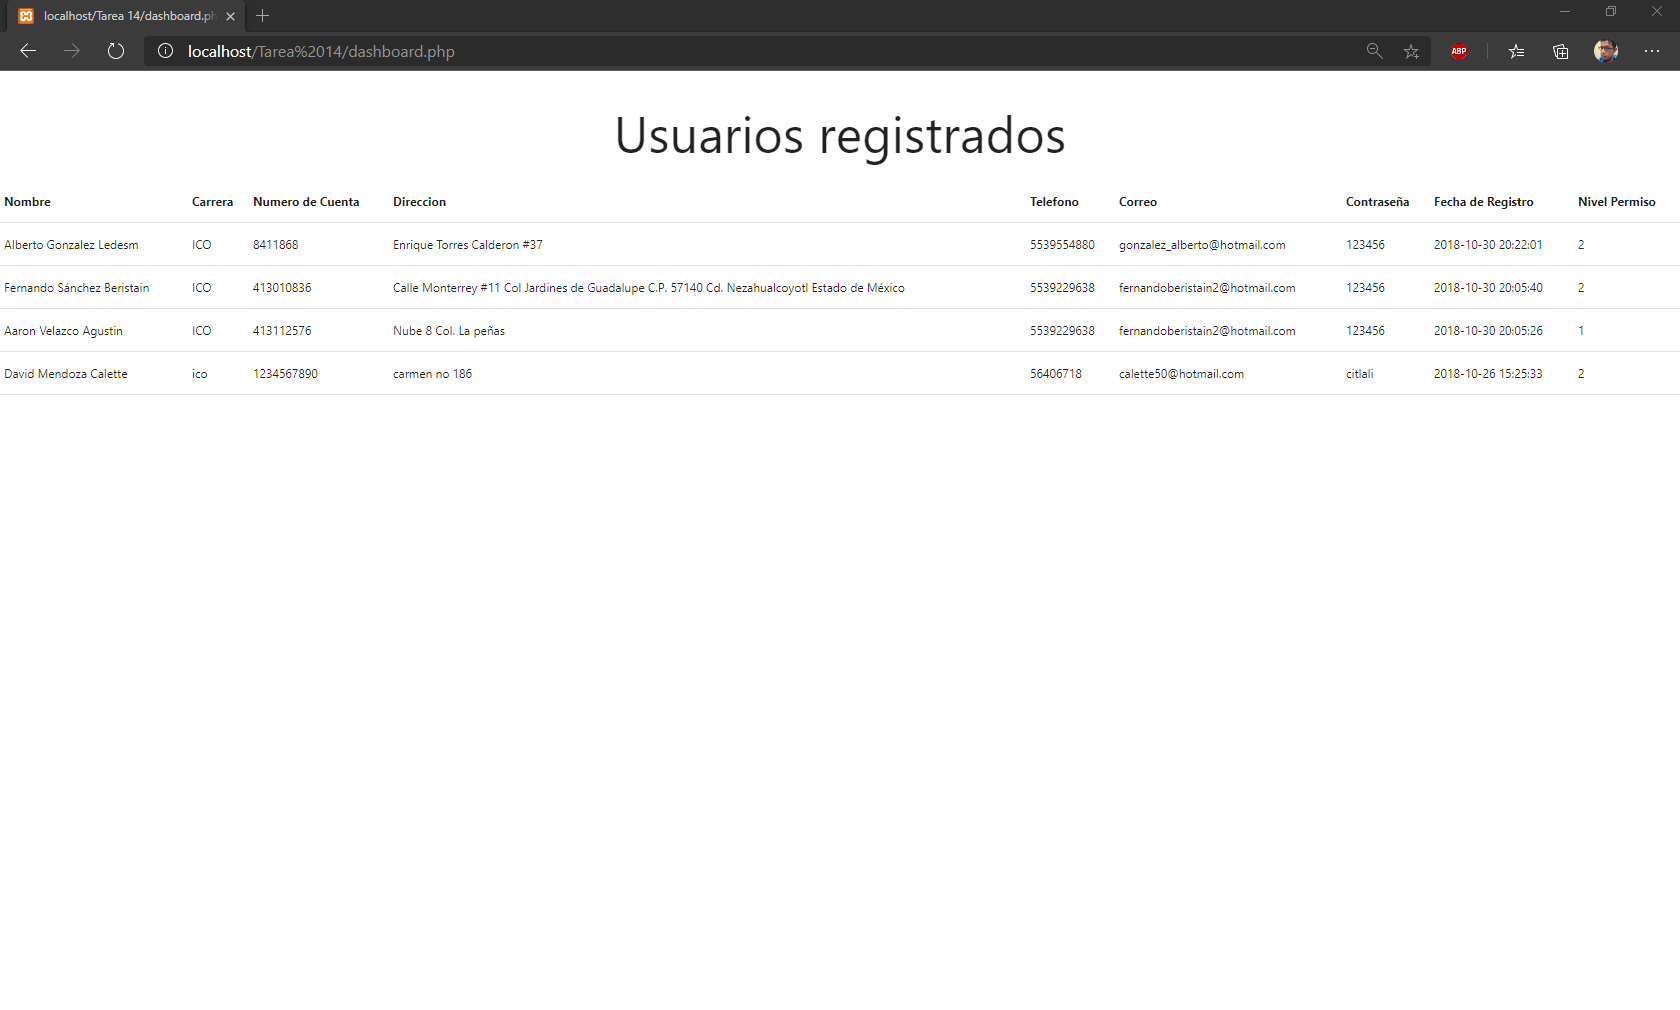 localhost/Tarea 14/dashboard.ph
localhost/Tarea%2014/dashboard.php
ABP
Usuarios registrados
Nombre Carrera Numero de Cuenta Direccion Telefono Correo Contraseña Fecha de Registro Nivel Permiso
Alberto Gonzalez Ledesm ICO 8411868 Enrique Torres Calderon #37 5539554880 gonzalez_alberto@hotmail.com 123456 2018-10-30 20:22:01 2
Fernando Sánchez Beristain ICO 413010836 Calle Monterrey #11 Col Jardines de Guadalupe C.P. 57140 Cd. Nezahualcoyotl Estado de México 5539229638 fernandoberistain2@hotmail.com 123456 2018-10-30 20:05:40 2
Aaron Velazco Agustin ICO 413112576 Nube 8 Col. La peñas 5539229638 fernandoberistain2@hotmail.com 123456 2018-10-30 20:05:26 1
David Mendoza Calette ico 1234567890 carmen no 186 56406718 calette50@hotmail.com citlali 2018-10-26 15:25:33 2